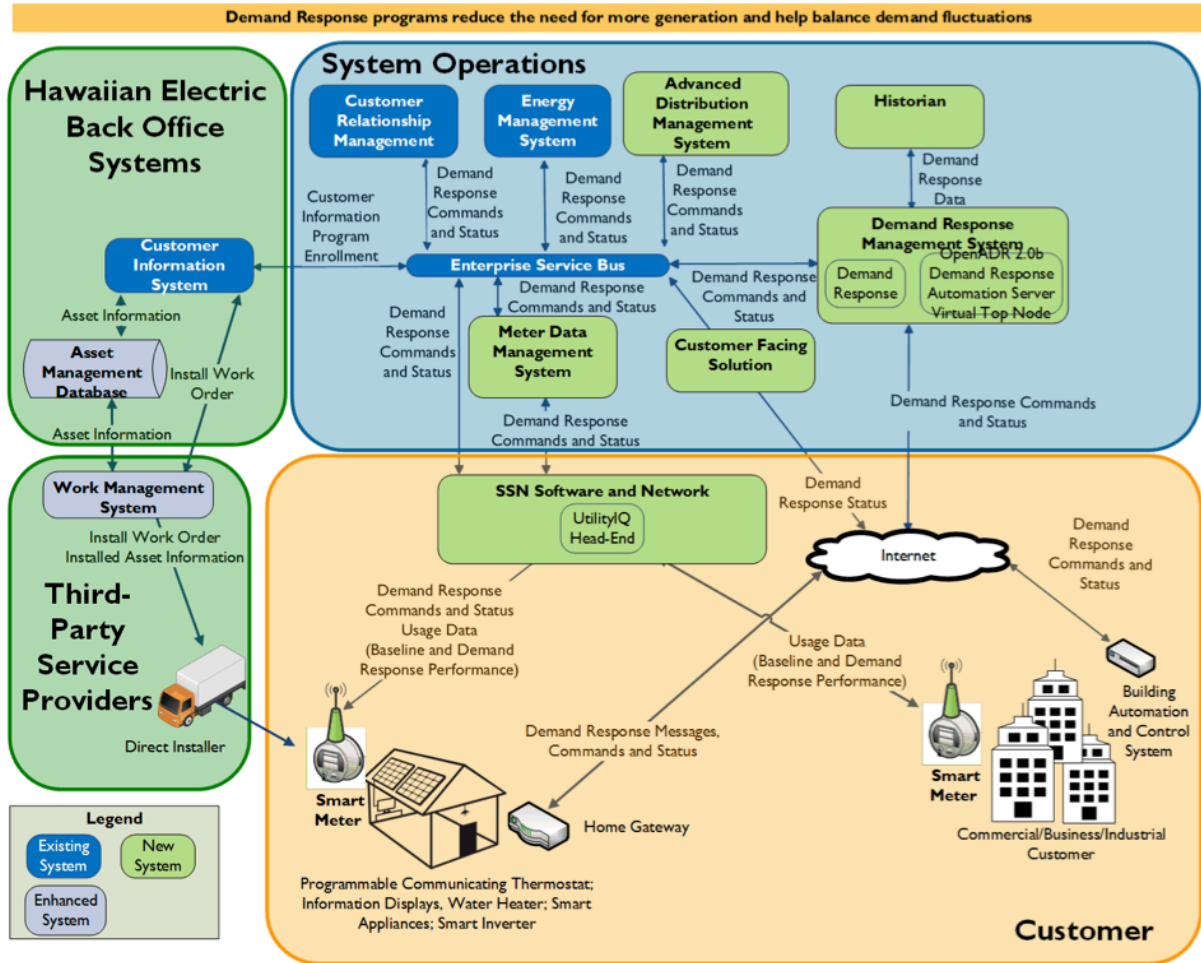 Demand Response programs reduce the need for more generation and help balance demand fluctuations
Hawaiian Electric
Back Office
Systems
Customer
Information
System
Asset Information
Asset
Management
Database
Install Work
Order
Asset Information
System Operations
Customer
Relationship
Management
Energy
Management
System
Advanced
Distribution
Management
System
Historian
Customer
Information
Program
Enrollment
Demand
Response
Commands
and Status
Demand
Response
Commands
and Status
Demand
Response
Commands
and Status
Demand
Response
Data
Enterprise Service Bus
Demand Response
Management System
Demand
Response
OpenADR 2.0b
Demand Response
Automation Server
Virtual Top Node
Demand
Response
Commands
and Status
Demand Response
Commands and Status
Demand Response
Commands and
Status
Meter Data
Management
System
Customer Facing
Solution
Demand Response
Commands and Status
Demand Response Commands
and Status
Work Management
System
Install Work Order
Installed Asset Information
Third-
Party
Service
Providers
Direct Installer
SSN Software and Network
UtilityIQ
Head-End
Demand
Response Status
Internet
Demand
Response
Commands and
Status
Demand Response
Commands and Status
Usage Data
(Baseline and Demand
Response Performance)
Usage Data
(Baseline and Demand
Response Performance)
Building
Automation
and Control
System
Demand Response Messages,
Commands and Status
Smart
Meter
Home Gateway
Smart
Meter
Commercial/Business/Industrial
Customer
Programmable Communicating Thermostat;
Information Displays, Water Heater; Smart
Appliances; Smart Inverter
Customer
Legend
Existing
System
New
System
Enhanced
System